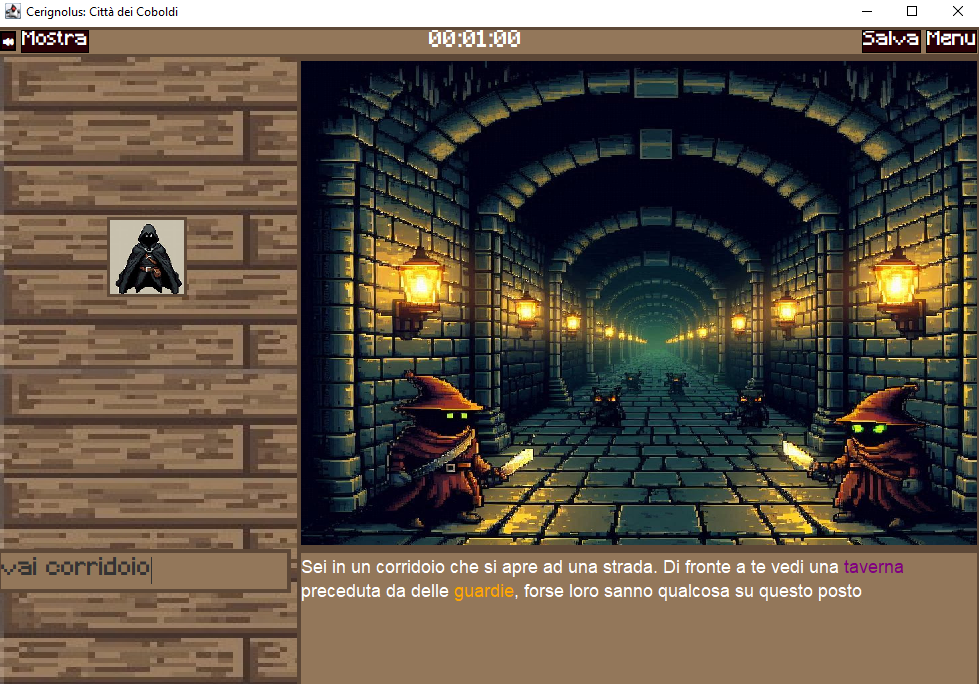 Cerignolus: Città dei Coboldi
Mostra
00:01:00
Salva Menu
vai corridoio
Sei in un corridoio che si apre ad una strada. Di fronte a te vedi una taverna
preceduta da delle guardie, forse loro sanno qualcosa su questo posto